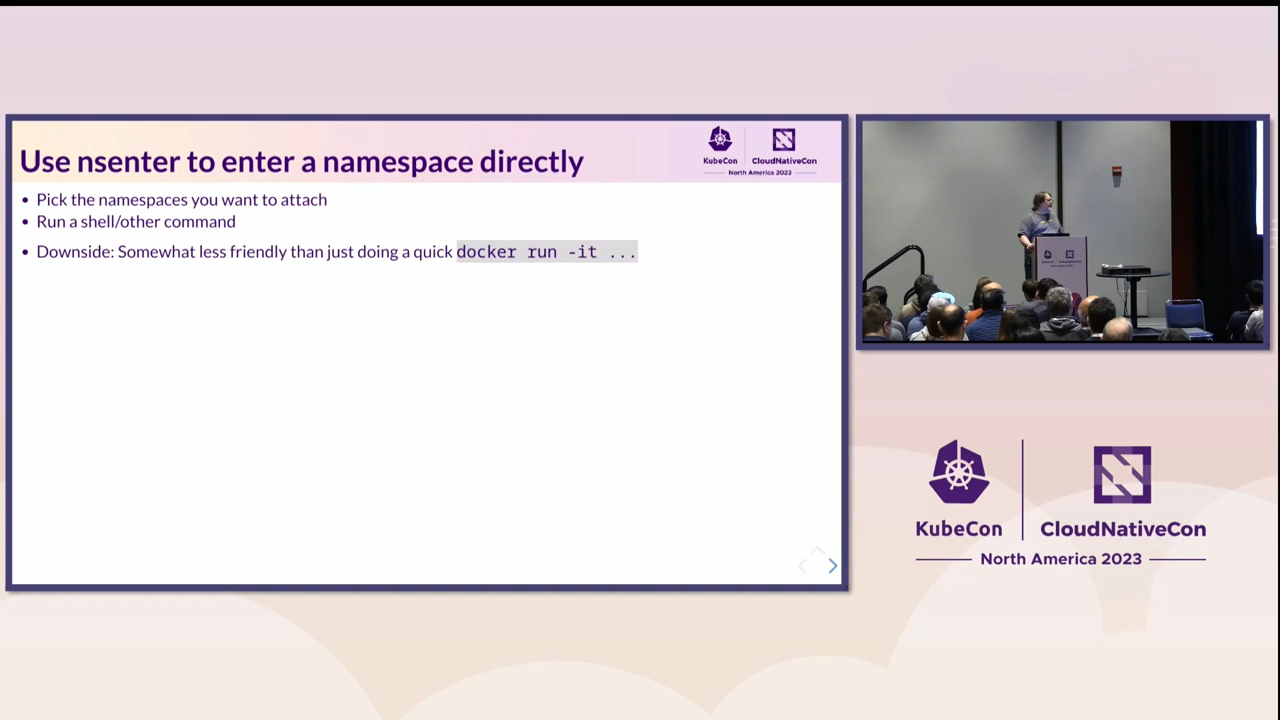 Use nsenter to enter a namespace directly
KubeCon
CloudNativeCon
North America 2023
• Pick the namespaces you want to attach
• Run a shell/other command
• Downside: Somewhat less friendly than just doing a quick docker run -it ...
KubeCon
CloudNativeCon
North America 2023